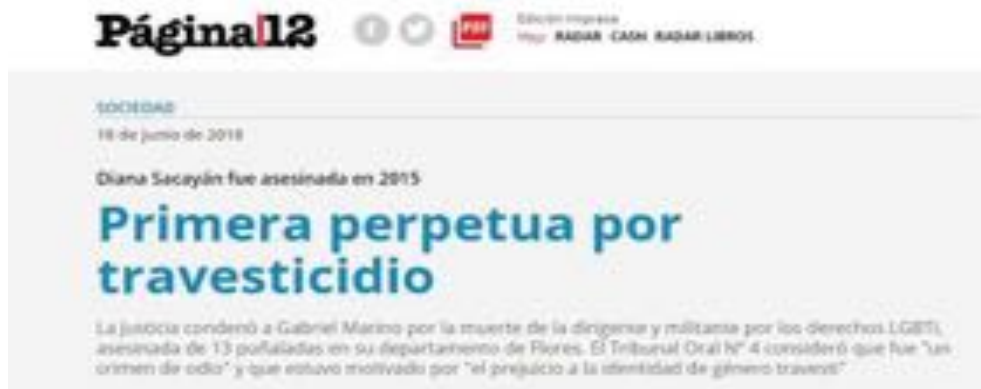 Página|12
PDF
Edición impresa
Hoy: RADAR CASH RADAR LIBROS
SOCIEDAD
18 de junio de 2018
Diana Sacayán fue asesinada en 2015
Primera perpetua por
travesticidio
La Justicia condenó a Gabriel Marino por la muerte de la dirigente y militante por los derechos LGBTI,
asesinada de 13 puñaladas en su departamento de Flores. El Tribunal Oral N° 4 consideró que fue "un
crimen de odio" y que estuvo motivado por "el prejuicio a la identidad de género travesti"